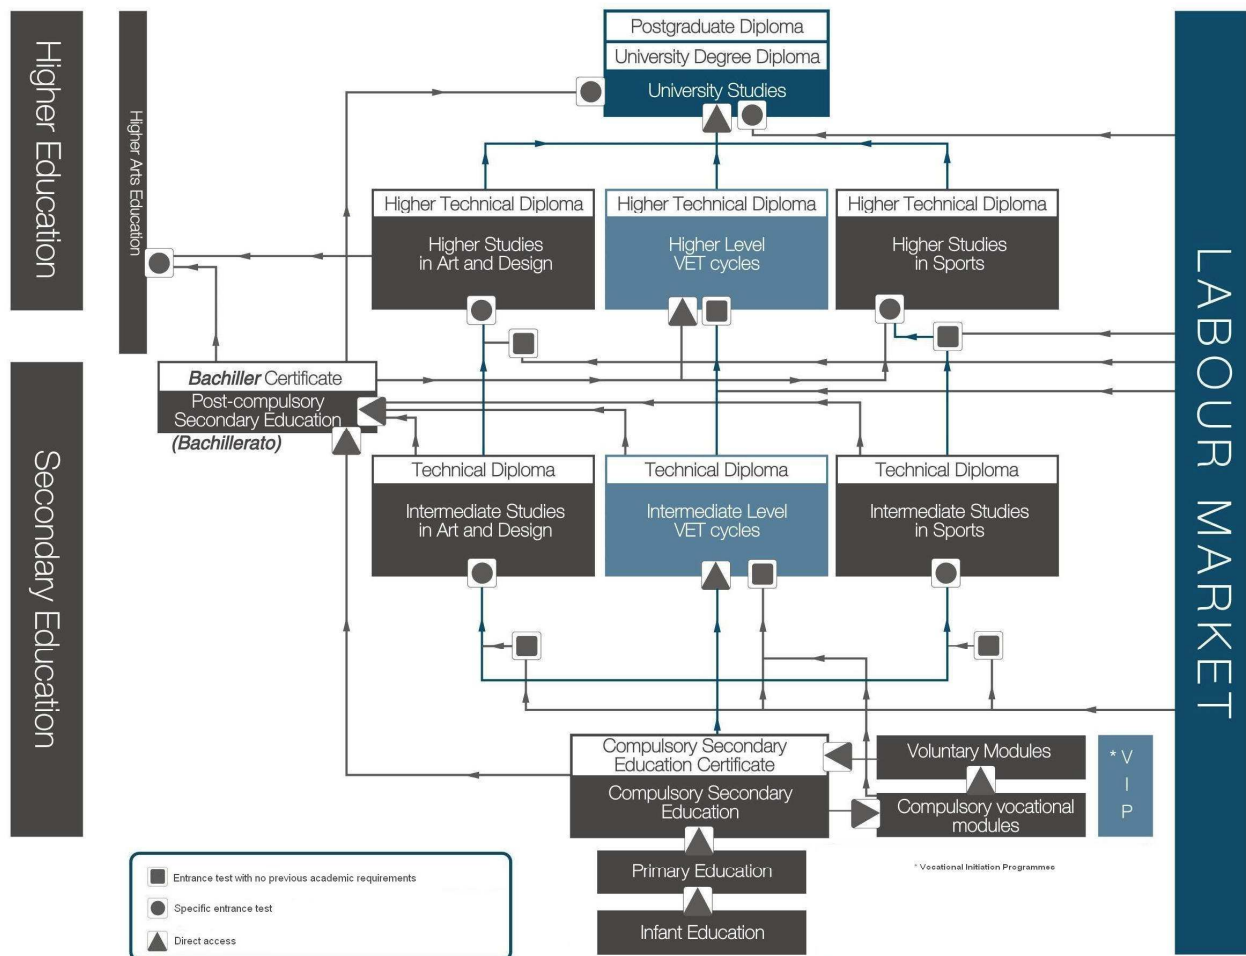 Higher Education
Higher Arts Education
Postgraduate Diploma
University Degree Diploma
University Studies
Higher Technical Diploma
Higher Studies
in Art and Design
Higher Technical Diploma
Higher Level
VET cycles
Higher Technical Diploma
Higher Studies
in Sports
LABOUR MARKET
Secondary Education
Bachiller Certificate
Post-compulsory
Secondary Education
(Bachillerato)
Technical Diploma
Intermediate Studies
in Art and Design
Technical Diploma
Intermediate Level
VET cycles
Technical Diploma
Intermediate Studies
in Sports
Compulsory Secondary
Education Certificate
Compulsory Secondary
Education
Voluntary Modules
Compulsory vocational
modules
* V
I
P
Primary Education
Infant Education
* Vocational Initiation Programmes
Entrance test with no previous academic requirements
Specific entrance test
Direct access